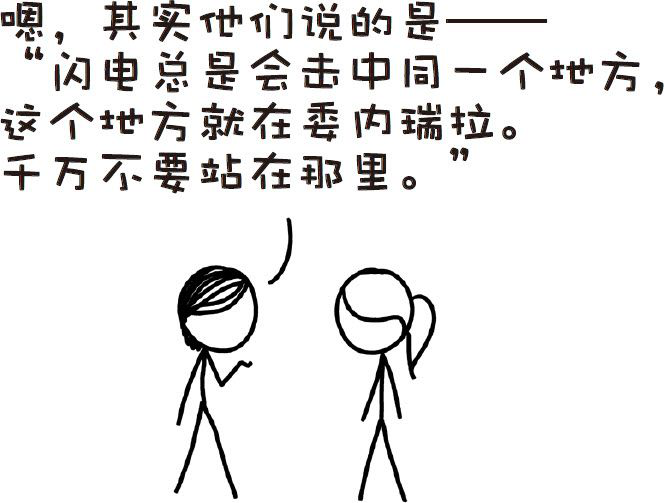 嗯，其实他们说的是——
“闪电总是会击中同一个地方，
这个地方就在委内瑞拉。
千万不要站在那里。”